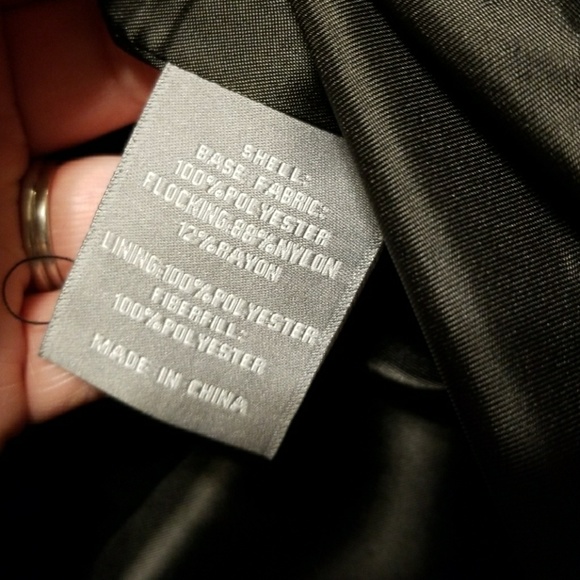 SHELL:
BASE FABRIC:
100%POLYESTER
FLOCKING:88%NYLON
12%RAYON
LINING:100%POLYESTER
FIBERFILL:
100%POLYESTER
MADE IN CHINA